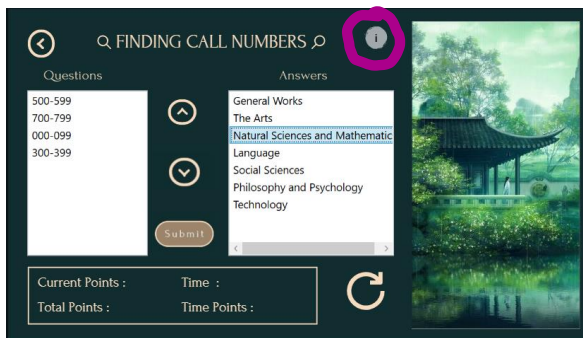 FINDING CALL NUMBERS
i
Questions
Answers
500-599
700-799
000-099
300-399
General Works
The Arts
Natural Sciences and Mathematic
Language
Social Sciences
Philosophy and Psychology
Technology
Submit
Current Points :
Time :
Total Points :
Time Points :